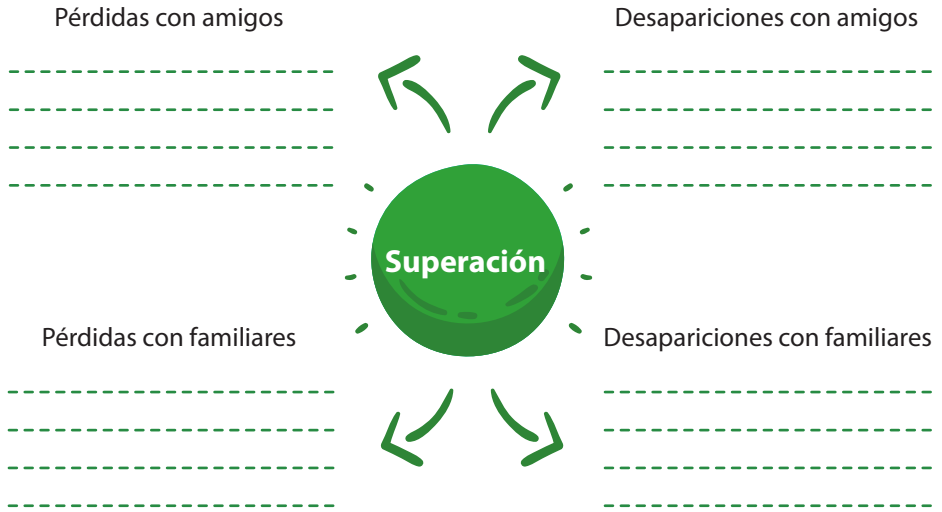 Pérdidas con amigos
Desapariciones con amigos
Superación
Pérdidas con familiares
Desapariciones con familiares